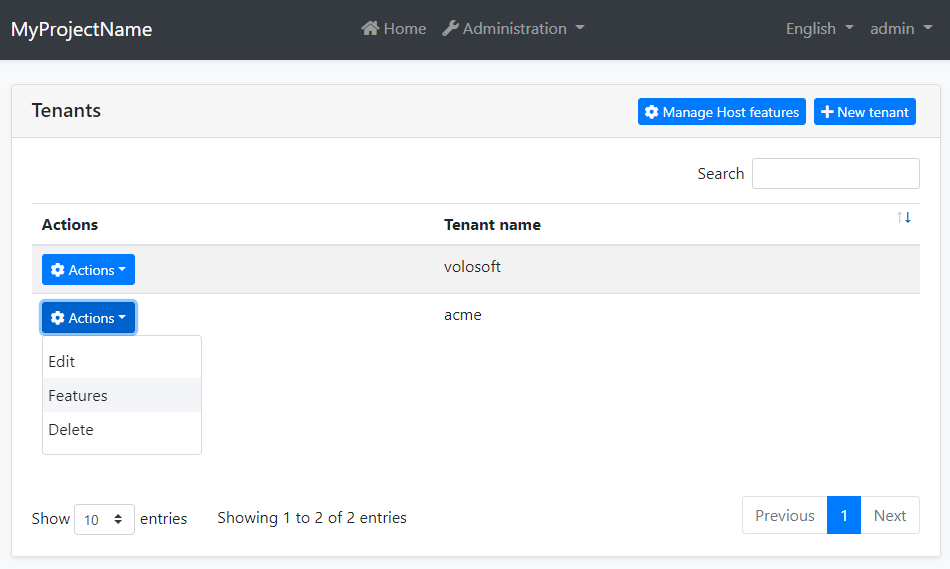 MyProjectName Home Administration English admin
Tenants Manage Host features New tenant
Search
Actions Tenant name
Actions volosoft
Actions acme
Edit
Features
Delete
Show 10 entries Showing 1 to 2 of 2 entries Previous 1 Next